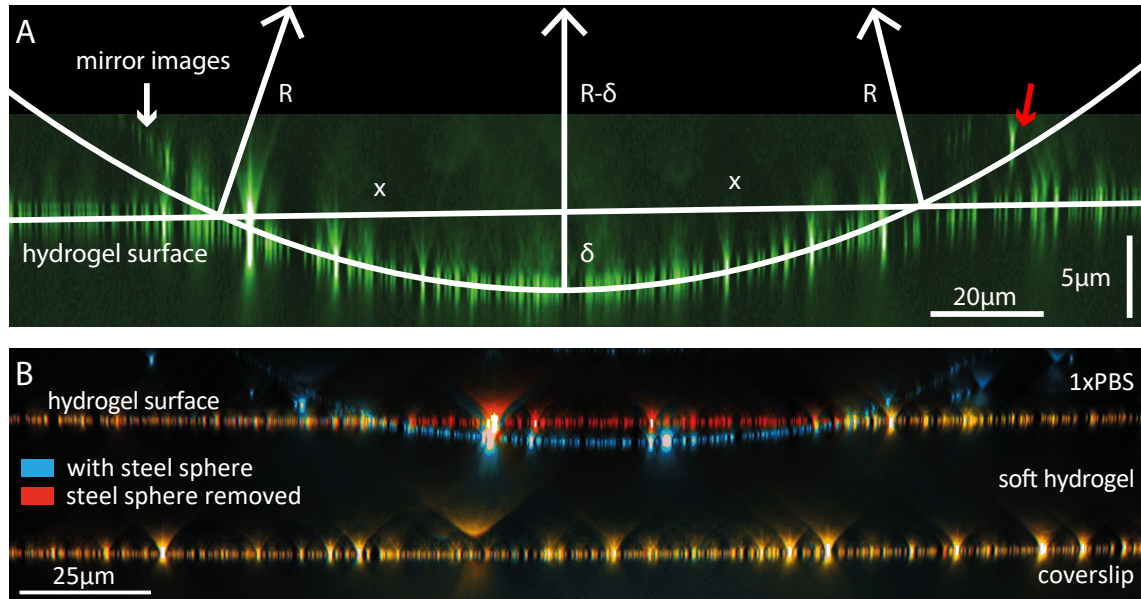 A
mirror images
R
R-δ
R
x
x
hydrogel surface
δ
5µm
20µm
B
1xPBS
hydrogel surface
with steel sphere
soft hydrogel
steel sphere removed
coverslip
25µm